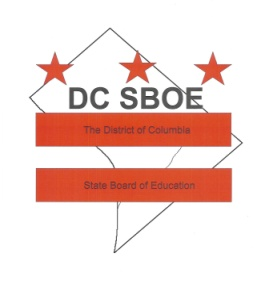 DC SBOE
The District of Columbia
State Board of Education